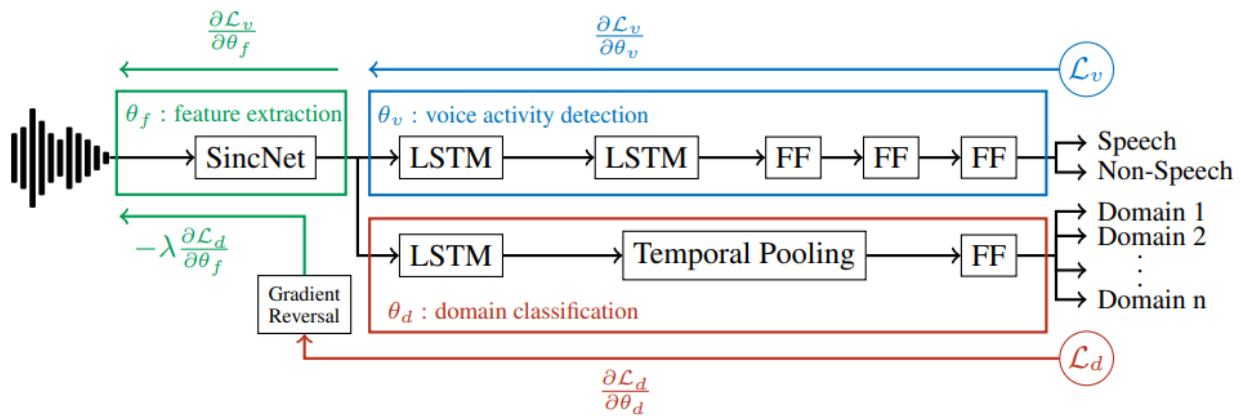 ∂ℒ_v/∂θ_f
∂ℒ_v/∂θ_v
ℒ_v
θ_f : feature extraction
θ_v : voice activity detection
SincNet
LSTM
LSTM
FF
FF
FF
Speech
Non-Speech
−λ ∂ℒ_d/∂θ_f
LSTM
Temporal Pooling
FF
Domain 1
Domain 2
⋮
Domain n
Gradient
Reversal
θ_d : domain classification
ℒ_d
∂ℒ_d/∂θ_d